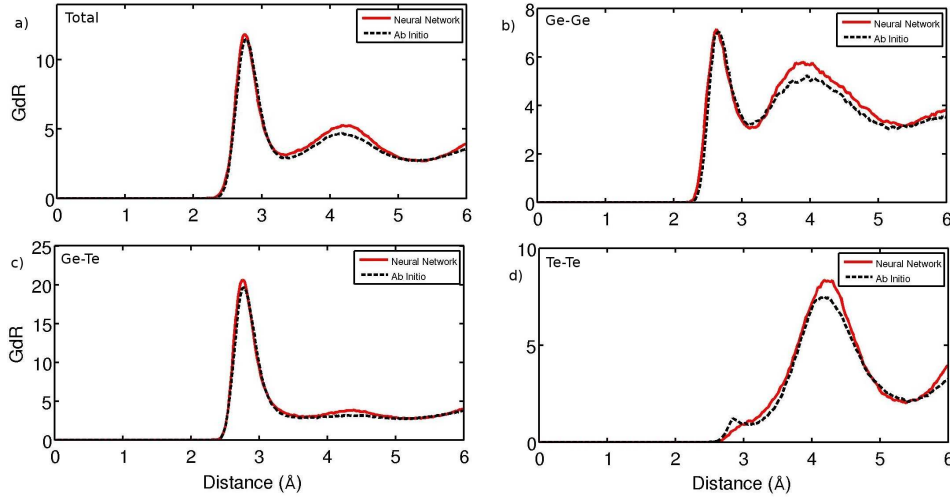 a) Total
Neural Network
Ab Initio
GdR
10
5
0
0 1 2 3 4 5 6
b) Ge-Ge
Neural Network
Ab Initio
8
6
4
2
0
0 1 2 3 4 5 6
c) Ge-Te
Neural Network
Ab Initio
GdR
25
20
15
10
5
0
0 1 2 3 4 5 6
Distance (Å)
d) Te-Te
Neural Network
Ab Initio
10
5
0
0 1 2 3 4 5 6
Distance (Å)